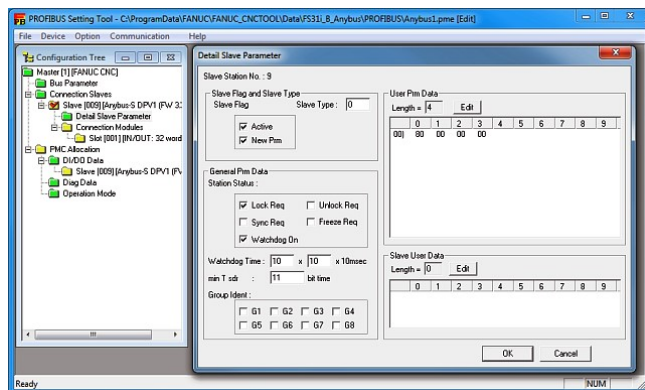 PROFIBUS Setting Tool - C:\ProgramData\FANUC\FANUC_CNCTOOL\Data\FS31i_B_Anybus\PROFIBUS\Anybus1.pme [Edit]
File Device Option Communication Help
Configuration Tree
Master [1] [FANUC CNC]
Bus Parameter
Connection Slaves
Slave [009] [Anybus-S DPV1 (FW 3.
Detail Slave Parameter
Connection Modules
Slot [001] [IN/OUT: 32 word
PMC Allocation
DI/DO Data
Slave [009] [Anybus-S DPV1 (FW
Diag Data
Operation Mode
Detail Slave Parameter
Slave Station No. : 9
Slave Flag and Slave Type
Slave Flag Slave Type : 0
Active
New Prm
General Prm Data
Station Status :
Lock Req Unlock Req
Sync Req Freeze Req
Watchdog On
Watchdog Time : 10 x 10 x 10msec
min T sdr : 11 bit time
Group Ident :
G1 G2 G3 G4
G5 G6 G7 G8
User Prm Data
Length = 4 Edit
0 1 2 3 4 5 6 7 8 9
00| 80 00 00 00
Slave User Data
Length = 0 Edit
0 1 2 3 4 5 6 7 8 9
OK Cancel
Ready NUM